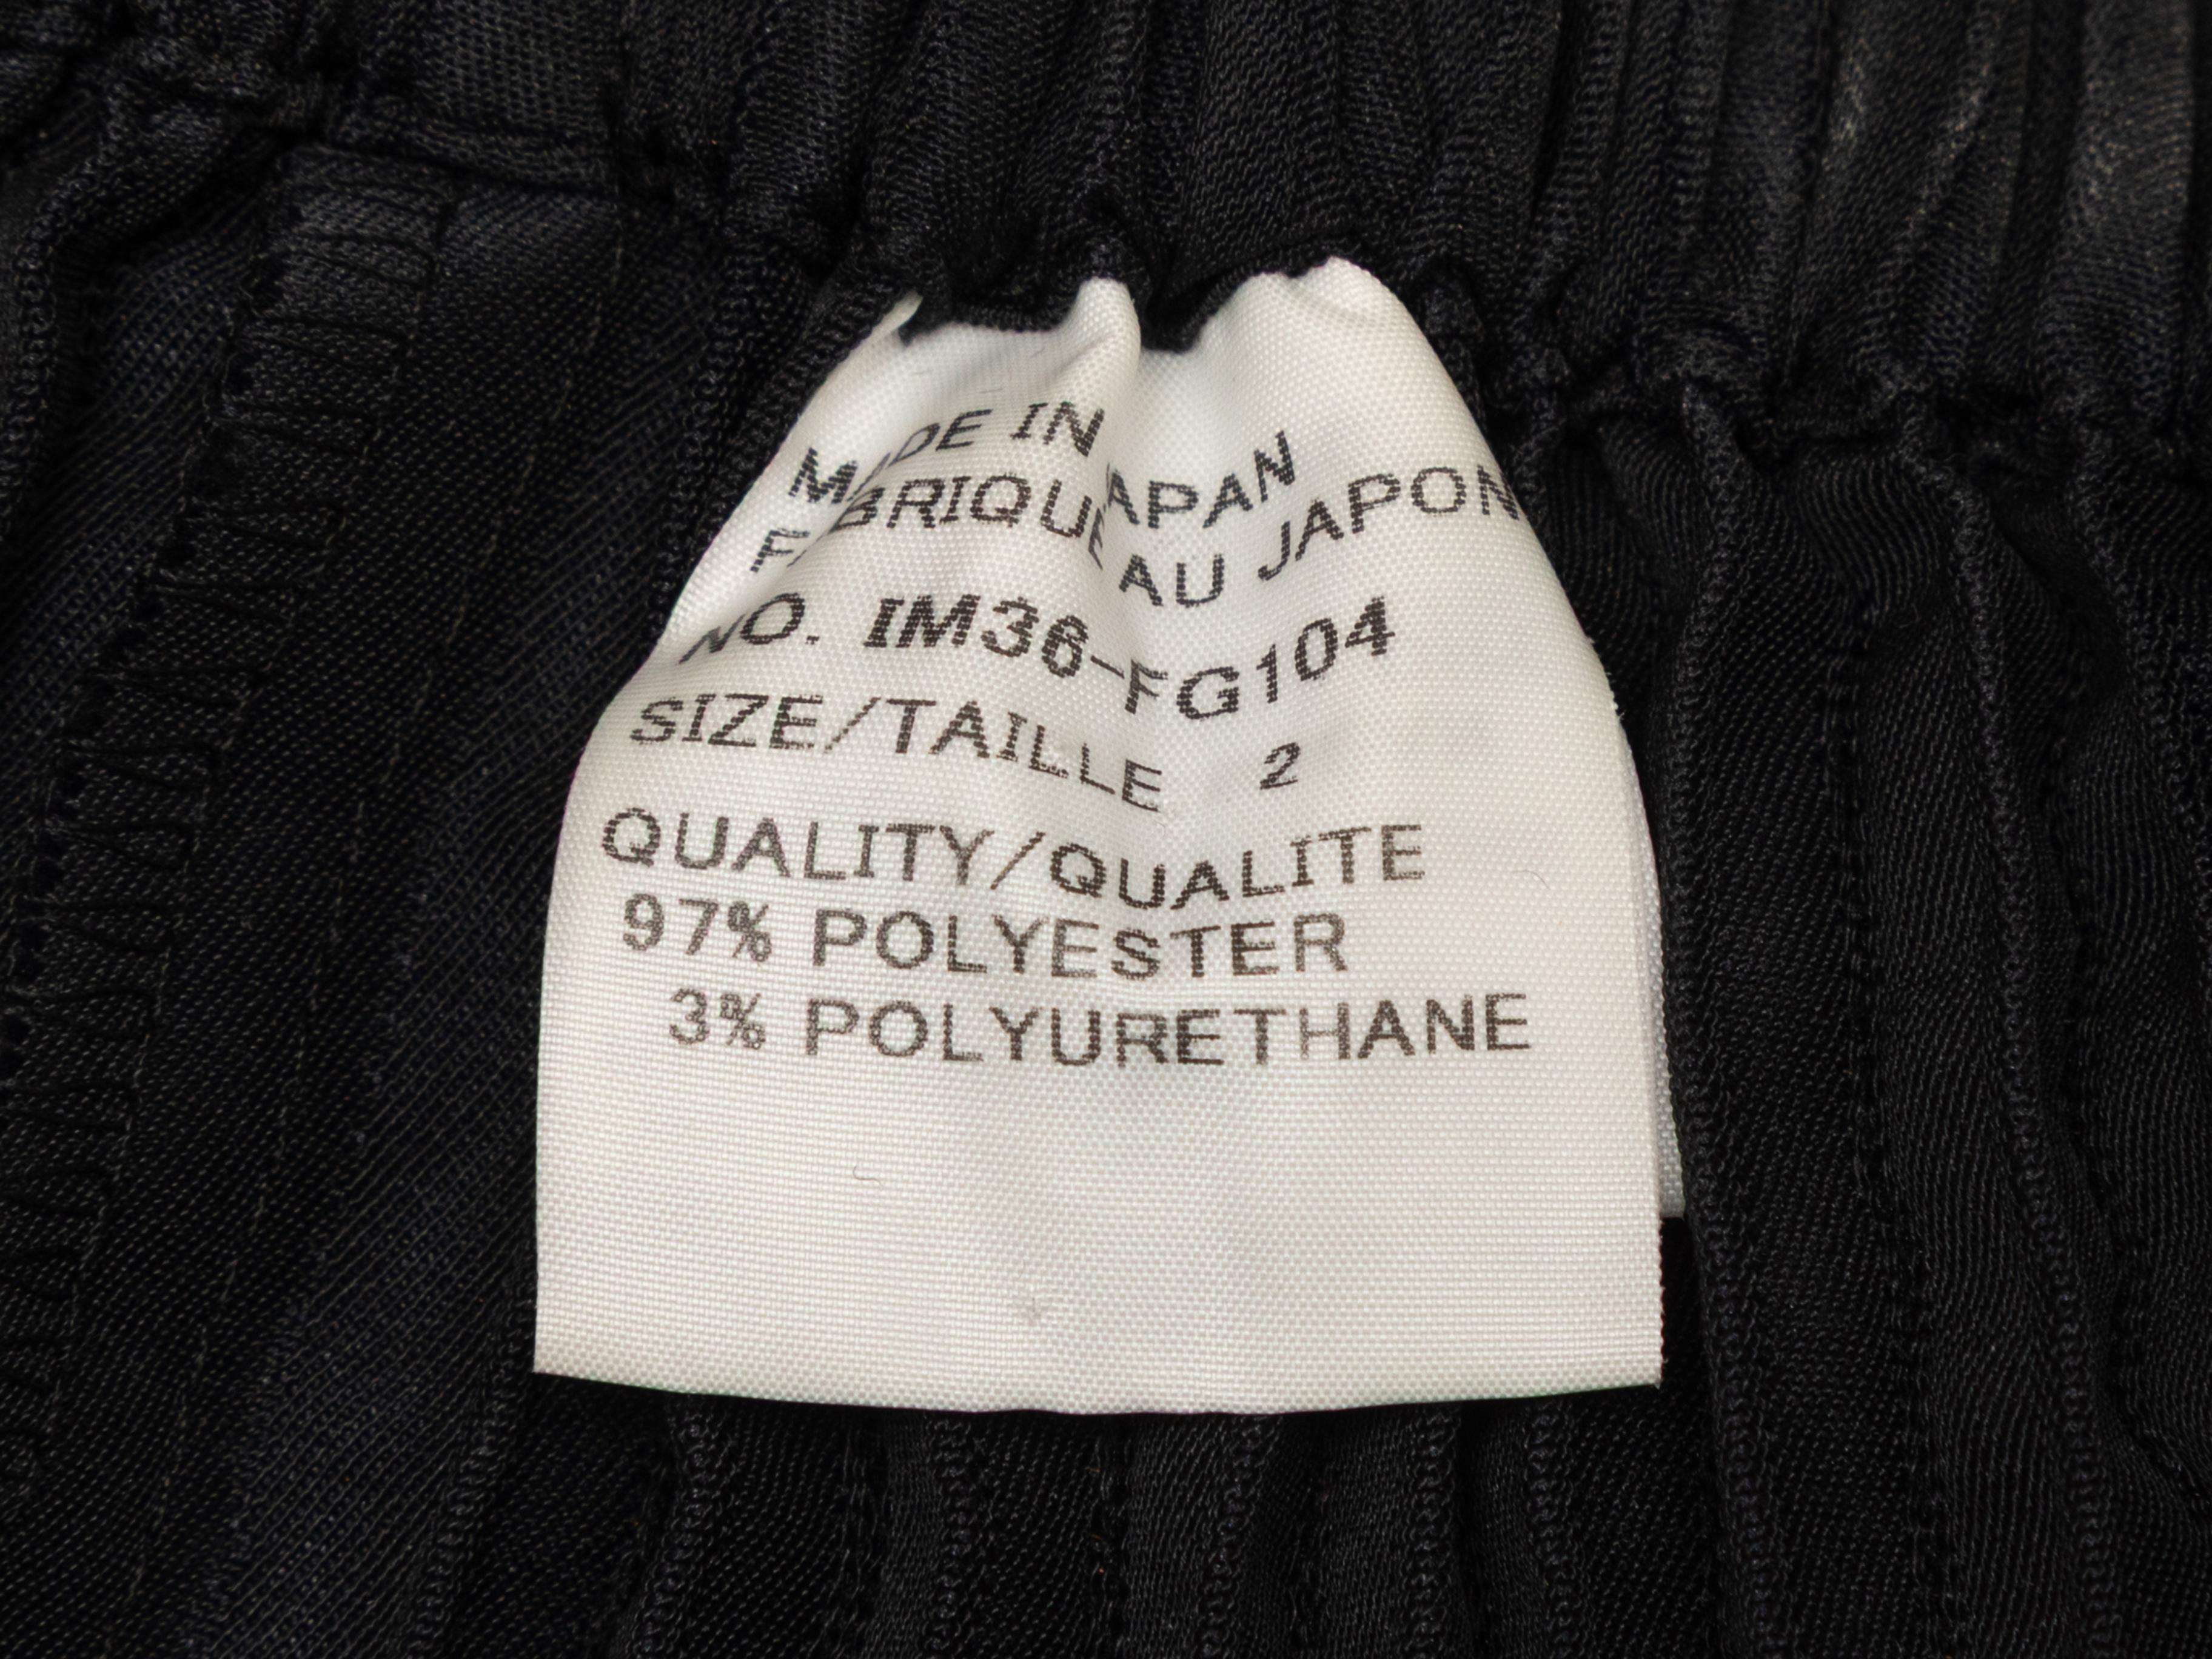 MADE IN JAPAN
FABRIQUE AU JAPON
NO. IM36-FG104
SIZE/TAILLE 2
QUALITY/QUALITE
97% POLYESTER
3% POLYURETHANE